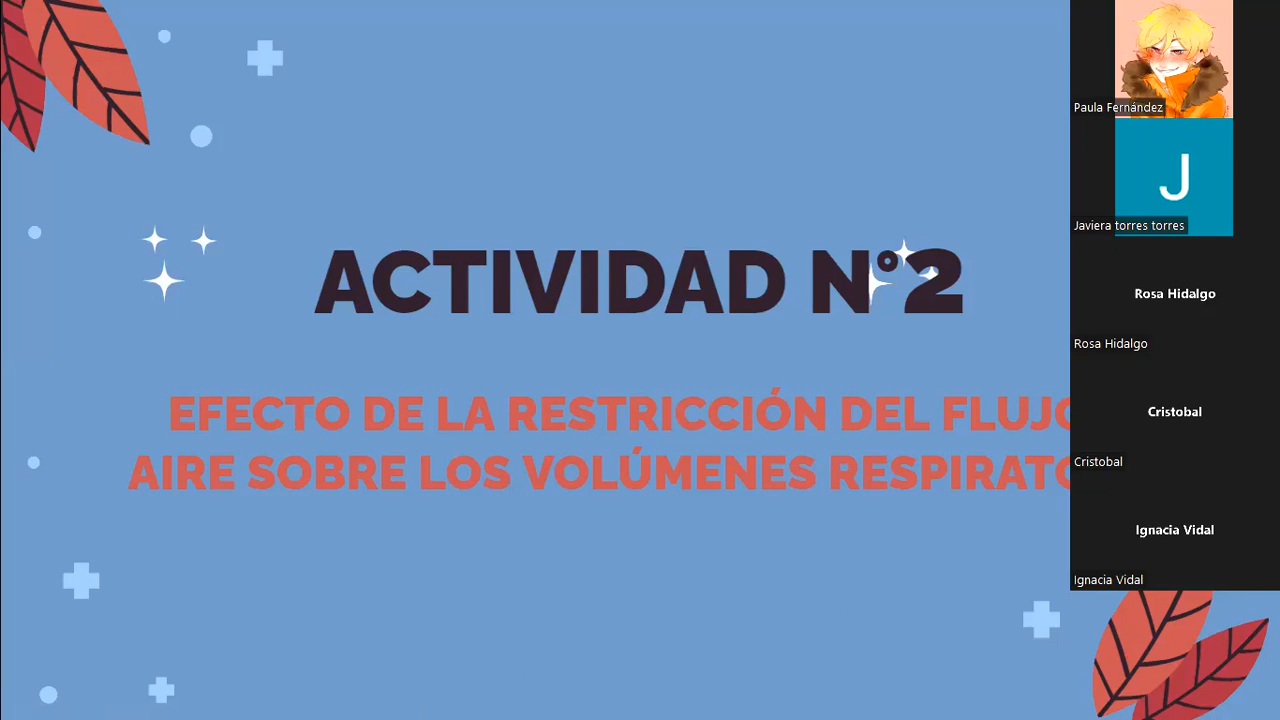 ACTIVIDAD N°2
EFECTO DE LA RESTRICCIÓN DEL FLUJO
AIRE SOBRE LOS VOLÚMENES
Paula Fernández
J
Javiera torres torres
Rosa Hidalgo
Rosa Hidalgo
Cristobal
Cristobal
Ignacia Vidal
Ignacia Vidal